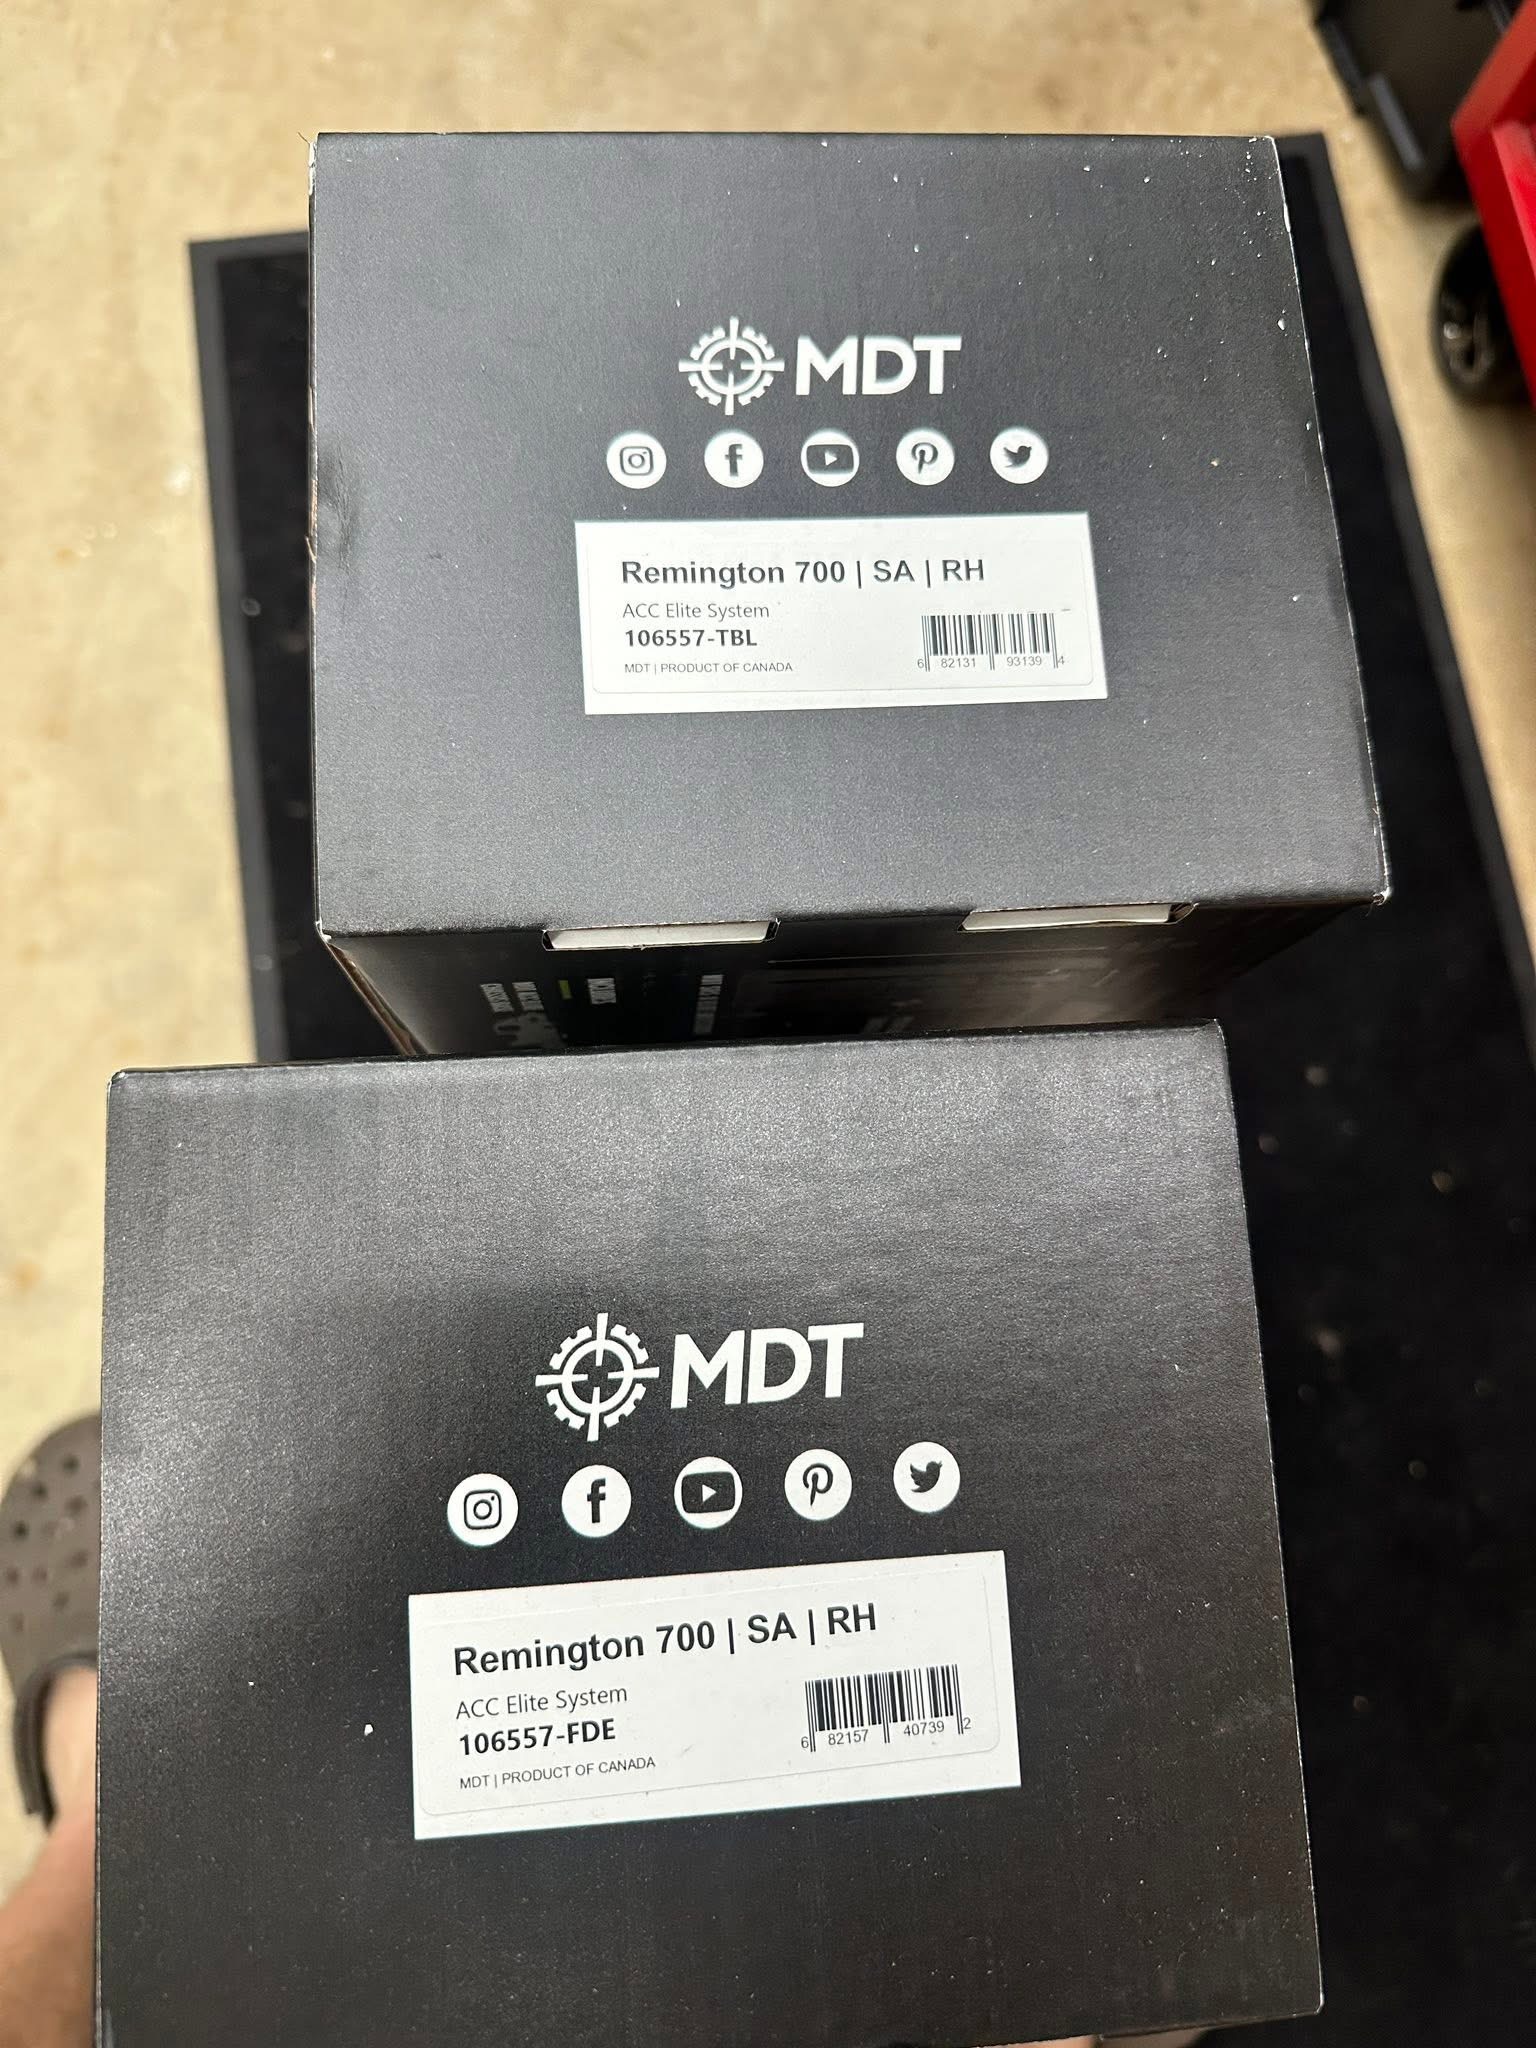 MDT
Remington 700 | SA | RH
ACC Elite System
106557-TBL
MDT | PRODUCT OF CANADA
6 82131 93139 4
INCLUDES
MDT
Remington 700 | SA | RH
ACC Elite System
106557-FDE
MDT | PRODUCT OF CANADA
6 82157 40739 2